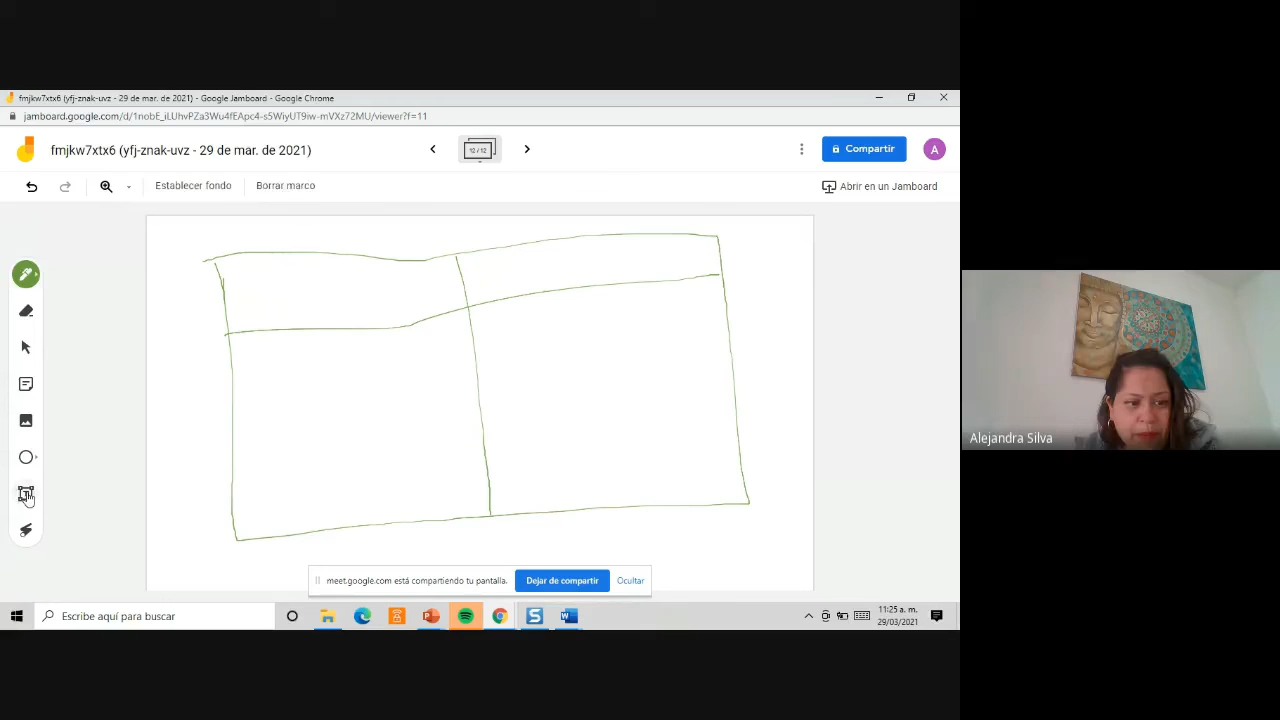 fmjkw7xtx6 (yfj-znak-uvz - 29 de mar. de 2021) - Google Jamboard - Google Chrome
jamboard.google.com/d/1nobE_iLUhvPZa3Wu4fEApc4-s5WiyUT9iw-mVXz72MU/viewer?f=11
fmjkw7xtx6 (yfj-znak-uvz - 29 de mar. de 2021)
12 / 12
Compartir
A
Establecer fondo
Borrar marco
Abrir en un Jamboard
Alejandra Silva
meet.google.com está compartiendo tu pantalla.
Dejar de compartir
Ocultar
Escribe aquí para buscar
11:25 a. m.
29/03/2021